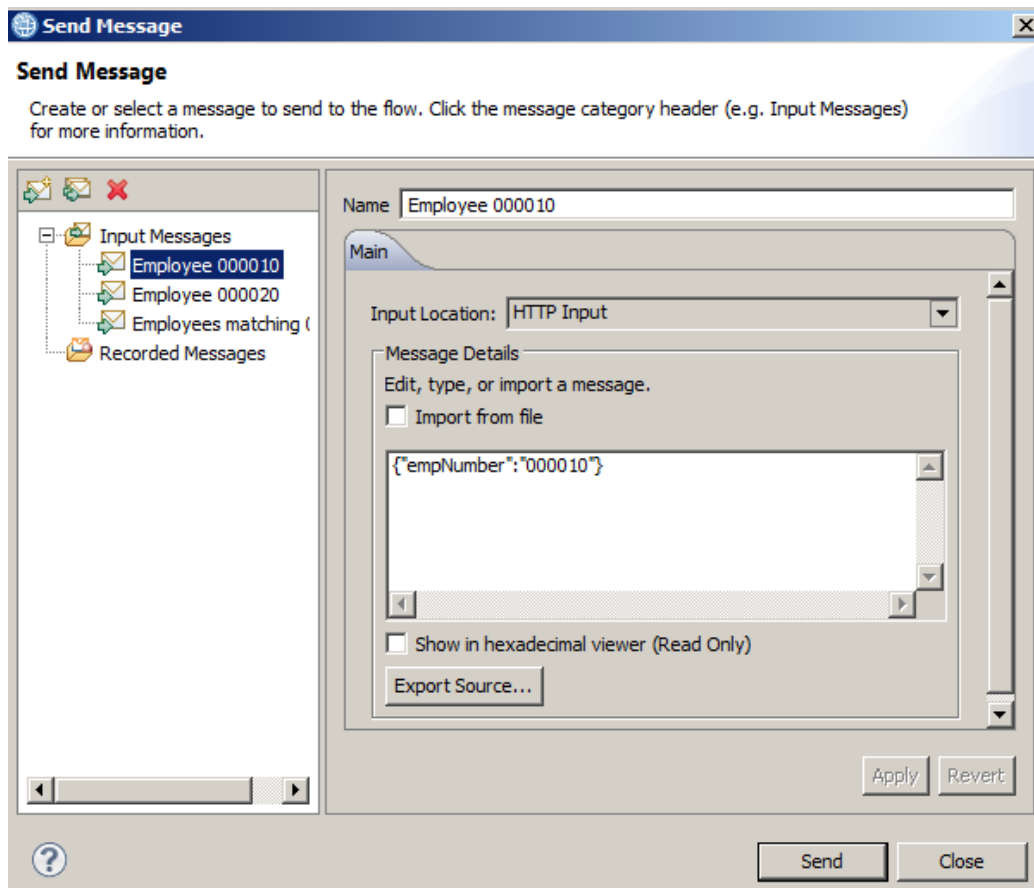 Send Message
Send Message
Create or select a message to send to the flow. Click the message category header (e.g. Input Messages)
for more information.
Input Messages
Employee 000010
Employee 000020
Employees matching
Recorded Messages
Name Employee 000010
Main
Input Location: HTTP Input
Message Details
Edit, type, or import a message.
Import from file
{"empNumber":"000010"}
Show in hexadecimal viewer (Read Only)
Export Source...
Apply Revert
? Send Close